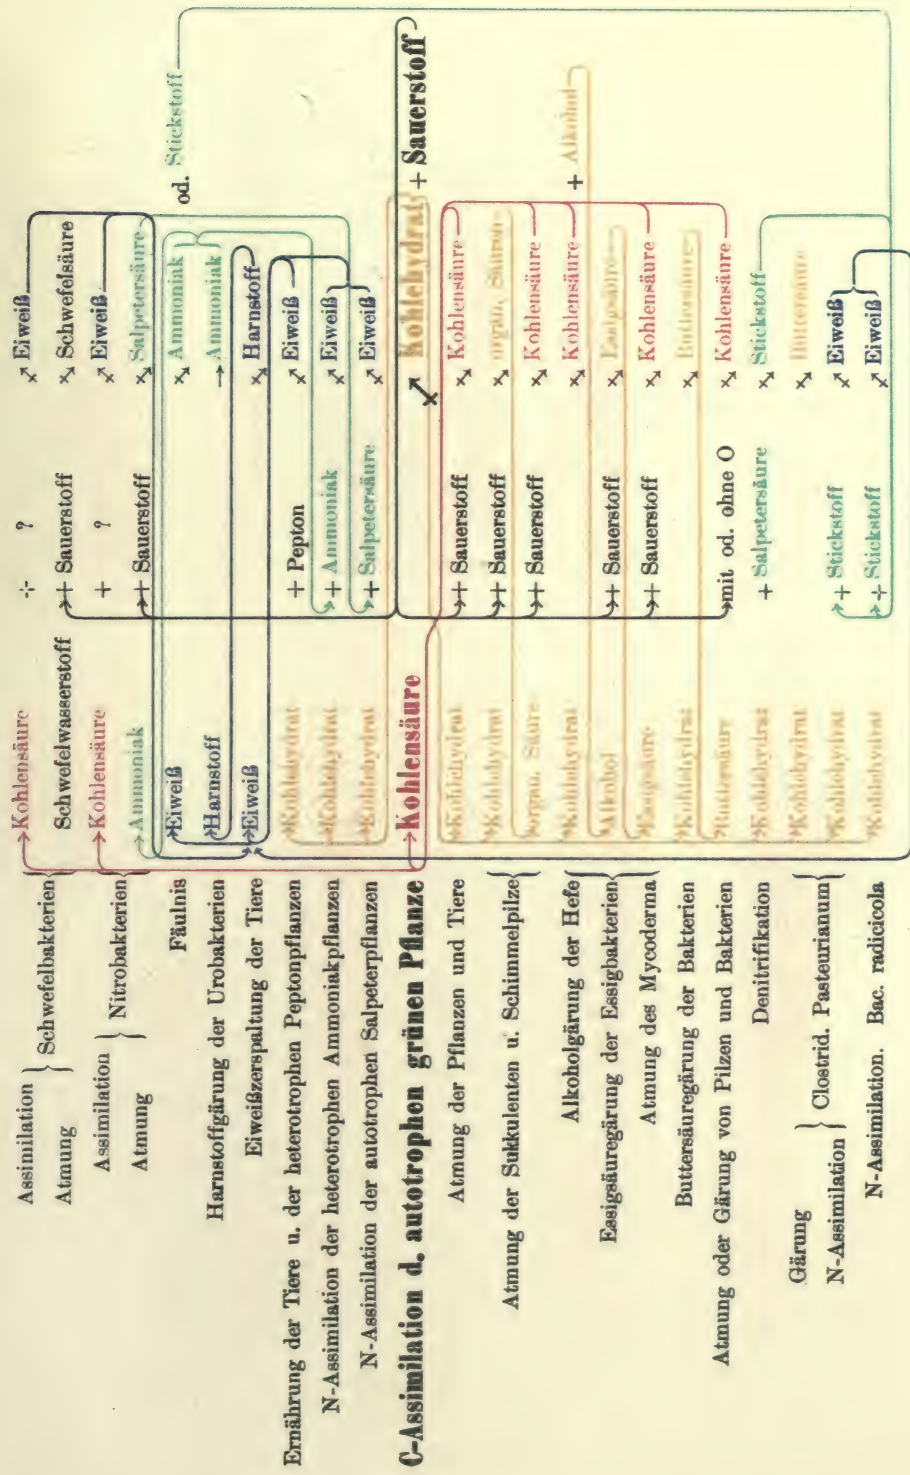 Assimilation } Schwefelbakterien { Kohlensäure ÷ ? Eiweiß
Atmung Schwefelwasserstoff + Sauerstoff Schwefelsäure
Assimilation } Nitrobakterien { Kohlensäure + ? Eiweiß
Atmung Ammoniak + Sauerstoff Salpetersäure
Fäulnis Eiweiß Ammoniak od. Stickstoff
Harnstoffgärung der Urobakterien Harnstoff → Ammoniak
Eiweißzerspaltung der Tiere Eiweiß Harnstoff
Ernährung der Tiere u. der heterotrophen Peptonpflanzen Kohlehydrat + Pepton Eiweiß
N-Assimilation der heterotrophen Ammoniakpflanzen Kohlehydrat + Ammoniak Eiweiß
N-Assimilation der autotrophen Salpeterpflanzen Kohlehydrat + Salpetersäure Eiweiß
C-Assimilation d. autotrophen grünen Pflanze Kohlensäure Kohlehydrat + Sauerstoff
Atmung der Pflanzen und Tiere Kohlehydrat + Sauerstoff Kohlensäure
Atmung der Sukkulenten u. Schimmelpilze { Kohlehydrat + Sauerstoff organ. Säuren
organ. Säure + Sauerstoff Kohlensäure
Alkoholgärung der Hefe Kohlehydrat Kohlensäure + Alkohol
Essigsäuregärung der Essigbakterien { Alkohol + Sauerstoff Essigsäure
Atmung des Mycoderma Essigsäure + Sauerstoff Kohlensäure
Buttersäuregärung der Bakterien Kohlehydrat Buttersäure
Atmung oder Gärung von Pilzen und Bakterien Buttersäure mit od. ohne O Kohlensäure
Denitrifikation Kohlehydrat + Salpetersäure Stickstoff
Gärung } Clostrid. Pasteurianum { Kohlehydrat Buttersäure
N-Assimilation Kohlehydrat + Stickstoff Eiweiß
N-Assimilation. Bac. radicicola Kohlehydrat ÷ Stickstoff Eiweiß